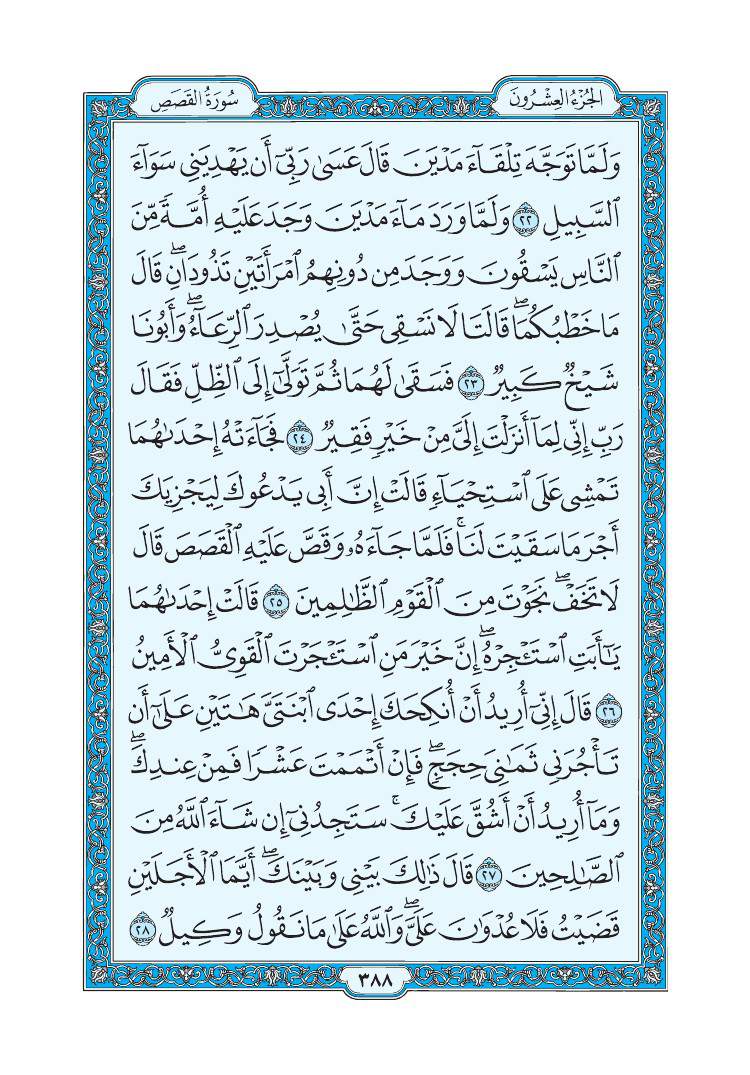 الجُزْءُ العِشْرُونَ
سُورَةُ القَصَصِ
وَلَمَّا تَوَجَّهَ تِلْقَآءَ مَدْيَنَ قَالَ عَسَىٰ رَبِّىٓ أَن يَهْدِيَنِى سَوَآءَ
ٱلسَّبِيلِ ٢٢ وَلَمَّا وَرَدَ مَآءَ مَدْيَنَ وَجَدَ عَلَيْهِ أُمَّةً مِّنَ
ٱلنَّاسِ يَسْقُونَ وَوَجَدَ مِن دُونِهِمُ ٱمْرَأَتَيْنِ تَذُودَانِۖ قَالَ
مَا خَطْبُكُمَاۖ قَالَتَا لَا نَسْقِى حَتَّىٰ يُصْدِرَ ٱلرِّعَآءُۖ وَأَبُونَا
شَيْخٌ كَبِيرٌ ٢٣ فَسَقَىٰ لَهُمَا ثُمَّ تَوَلَّىٰٓ إِلَى ٱلظِّلِّ فَقَالَ
رَبِّ إِنِّى لِمَآ أَنزَلْتَ إِلَىَّ مِنْ خَيْرٍ فَقِيرٌ ٢٤ فَجَآءَتْهُ إِحْدَىٰهُمَا
تَمْشِى عَلَى ٱسْتِحْيَآءٍ قَالَتْ إِنَّ أَبِى يَدْعُوكَ لِيَجْزِيَكَ
أَجْرَ مَا سَقَيْتَ لَنَاۚ فَلَمَّا جَآءَهُۥ وَقَصَّ عَلَيْهِ ٱلْقَصَصَ قَالَ
لَا تَخَفْۖ نَجَوْتَ مِنَ ٱلْقَوْمِ ٱلظَّٰلِمِينَ ٢٥ قَالَتْ إِحْدَىٰهُمَا
يَٰٓأَبَتِ ٱسْتَـْٔجِرْهُۖ إِنَّ خَيْرَ مَنِ ٱسْتَـْٔجَرْتَ ٱلْقَوِىُّ ٱلْأَمِينُ
٢٦ قَالَ إِنِّىٓ أُرِيدُ أَنْ أُنكِحَكَ إِحْدَى ٱبْنَتَىَّ هَٰتَيْنِ عَلَىٰٓ أَن
تَأْجُرَنِى ثَمَٰنِىَ حِجَجٍۖ فَإِنْ أَتْمَمْتَ عَشْرًا فَمِنْ عِندِكَۖ
وَمَآ أُرِيدُ أَنْ أَشُقَّ عَلَيْكَۚ سَتَجِدُنِىٓ إِن شَآءَ ٱللَّهُ مِنَ
ٱلصَّٰلِحِينَ ٢٧ قَالَ ذَٰلِكَ بَيْنِى وَبَيْنَكَۖ أَيَّمَا ٱلْأَجَلَيْنِ
قَضَيْتُ فَلَا عُدْوَٰنَ عَلَىَّۖ وَٱللَّهُ عَلَىٰ مَا نَقُولُ وَكِيلٌ ٢٨
٣٨٨